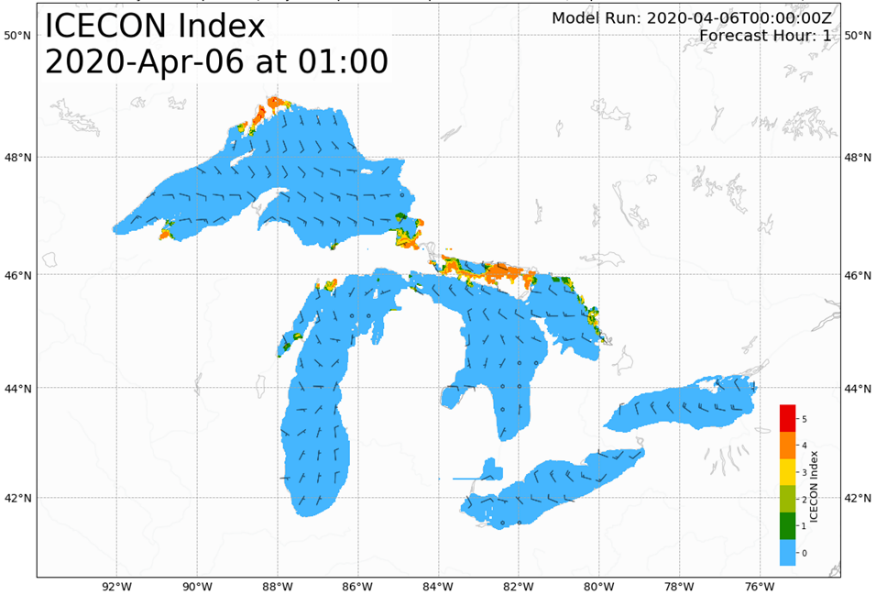 ICECON Index
2020-Apr-06 at 01:00
Model Run: 2020-04-06T00:00:00Z
Forecast Hour: 1
50°N
50°N
48°N
48°N
46°N
46°N
44°N
44°N
42°N
42°N
5
4
3
2
1
0
ICECON Index
92°W
90°W
88°W
86°W
84°W
82°W
80°W
78°W
76°W